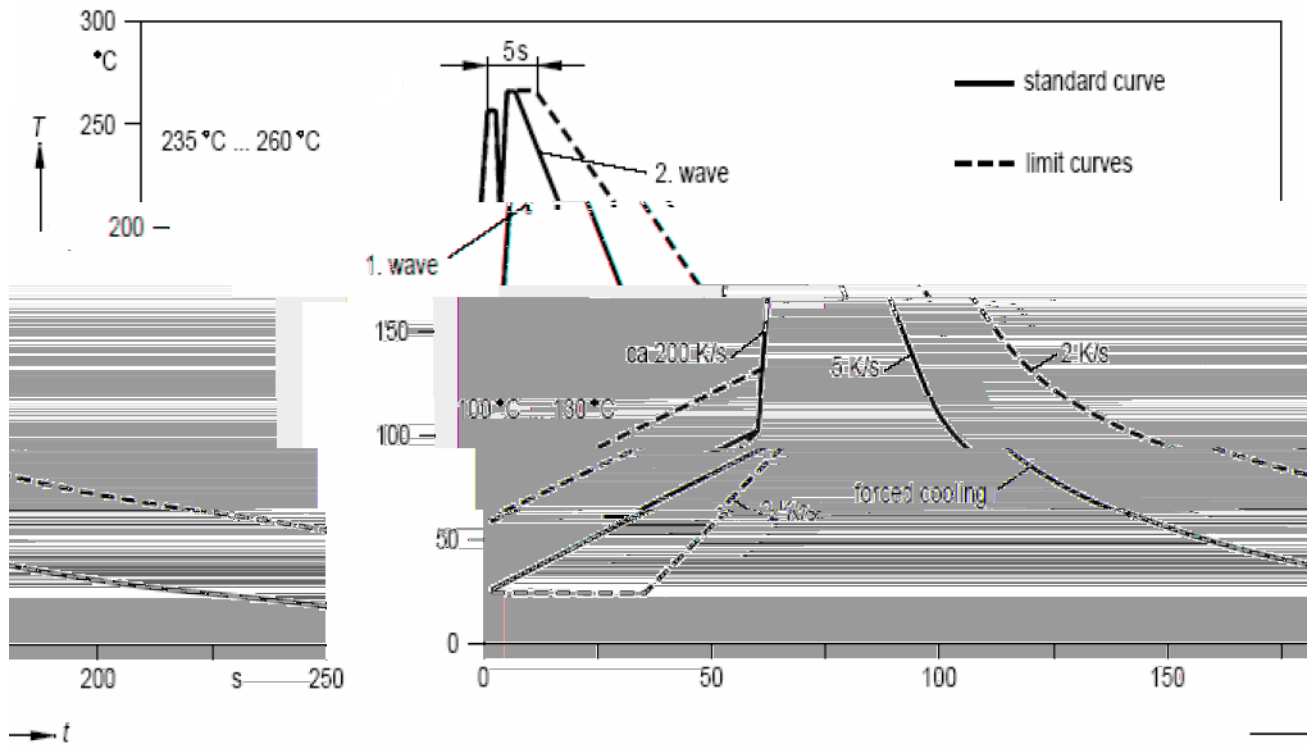 300
°C
5s
standard curve
T
250
235 °C ... 260 °C
limit curves
2. wave
200
1. wave
150
ca 200 K/s
5 K/s
2 K/s
100 °C ... 130 °C
100
forced cooling
2 K/s
50
0
200
s
250
0
50
100
150
t